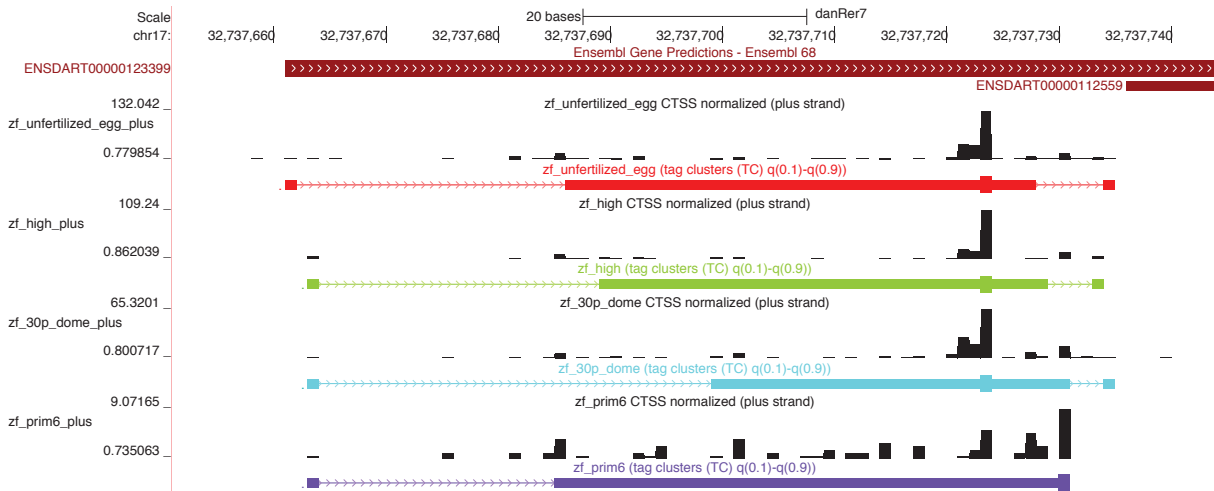 Scale 20 bases danRer7
chr17: 32,737,660 32,737,670 32,737,680 32,737,690 32,737,700 32,737,710 32,737,720 32,737,730 32,737,740
Ensembl Gene Predictions - Ensembl 68
ENSDART00000123399
ENSDART00000112559
zf_unfertilized_egg CTSS normalized (plus strand)
132.042 _
zf_unfertilized_egg_plus
0.779854 _
zf_unfertilized_egg (tag clusters (TC) q(0.1)-q(0.9))
zf_high CTSS normalized (plus strand)
109.24 _
zf_high_plus
0.862039 _
zf_high (tag clusters (TC) q(0.1)-q(0.9))
zf_30p_dome CTSS normalized (plus strand)
65.3201 _
zf_30p_dome_plus
0.800717 _
zf_30p_dome (tag clusters (TC) q(0.1)-q(0.9))
zf_prim6 CTSS normalized (plus strand)
9.07165 _
zf_prim6_plus
0.735063 _
zf_prim6 (tag clusters (TC) q(0.1)-q(0.9))